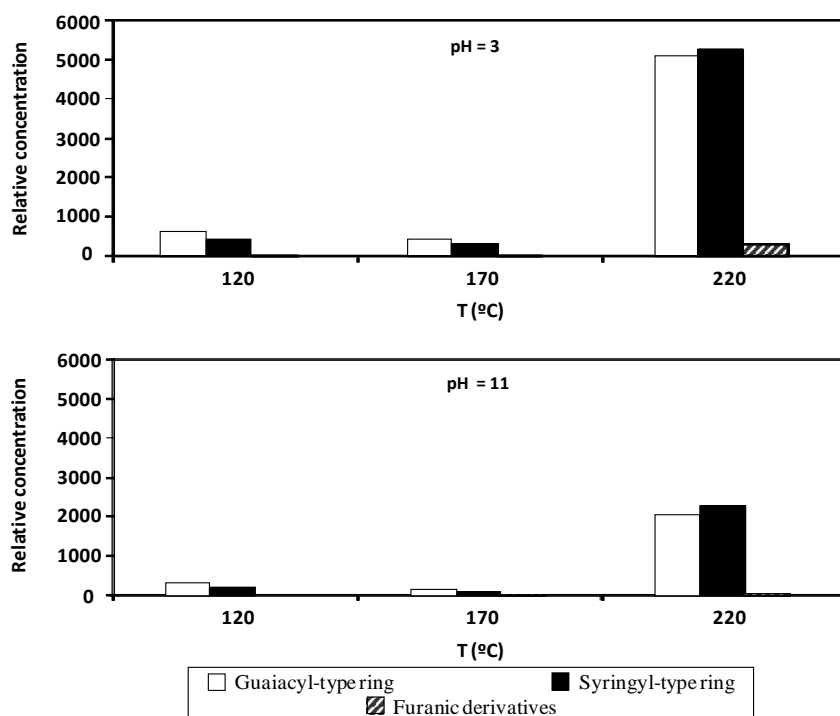 6000
pH = 3
5000
4000
3000
2000
1000
0
Relative concentration
120 170 220
T (ºC)
6000
pH = 11
5000
4000
3000
2000
1000
0
Relative concentration
120 170 220
T (ºC)
Guaiacyl-type ring Syringyl-type ring
Furanic derivatives